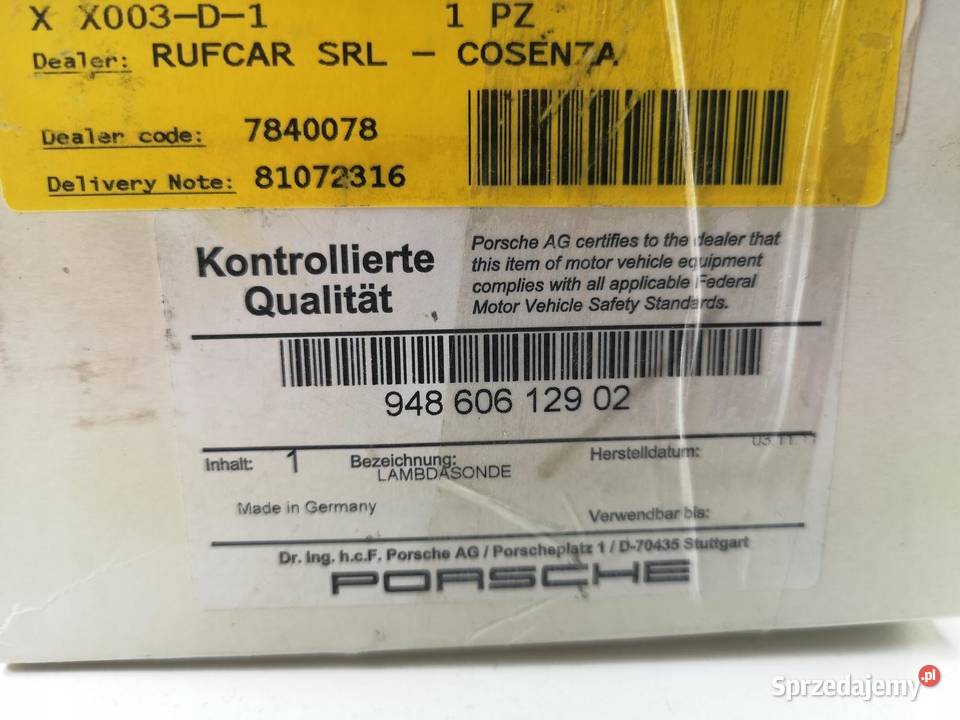 X X003-D-1 1 PZ
Dealer: RUFCAR SRL - COSENZA
Dealer code: 7840078
Delivery Note: 81072316
Kontrollierte
Qualität
Porsche AG certifies to the dealer that
this item of motor vehicle equipment
complies with all applicable Federal
Motor Vehicle Safety Standards.
948 606 129 02
Inhalt: 1 Bezeichnung: Herstelldatum:
LAMBDASONDE
Made in Germany
Verwendbar bis:
Dr. Ing. h.c.F. Porsche AG / Porscheplatz 1 / D-70435 Stuttgart
PORSCHE
Sprzedajemy.pl